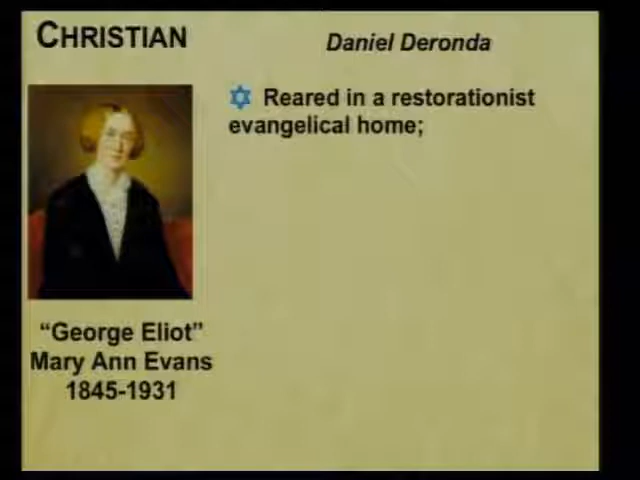 CHRISTIAN
Daniel Deronda
Reared in a restorationist
evangelical home;
"George Eliot"
Mary Ann Evans
1845-1931